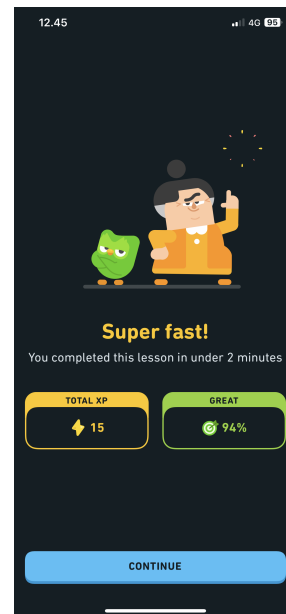 12.45
4G 95
Super fast!
You completed this lesson in under 2 minutes
TOTAL XP
15
GREAT
94%
CONTINUE